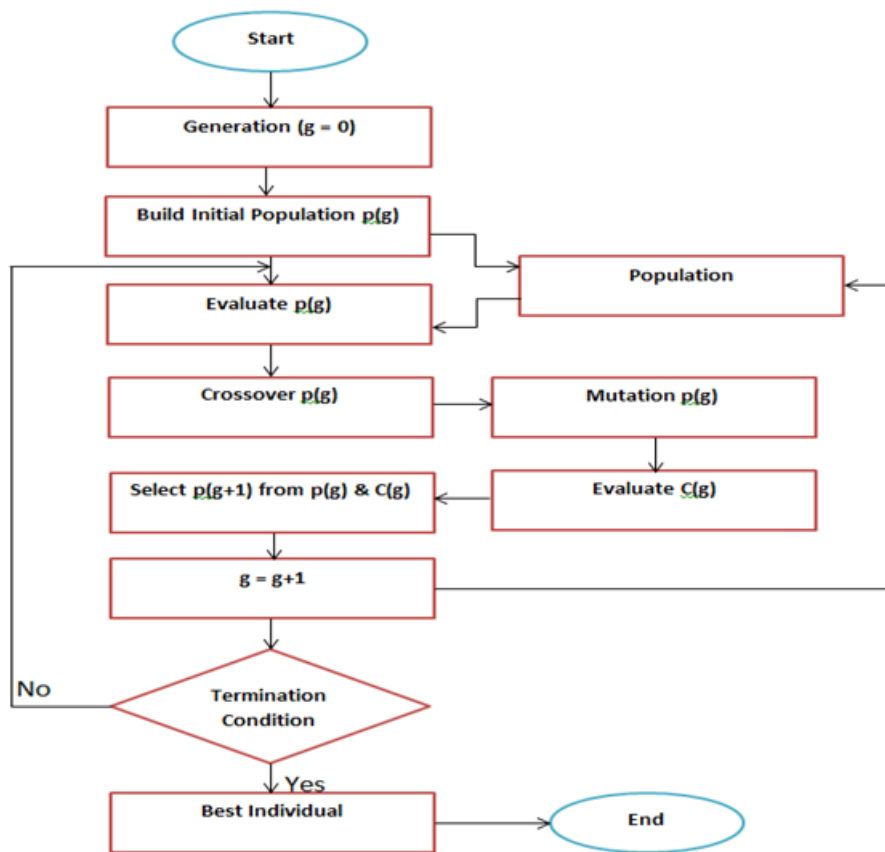 Start
Generation (g = 0)
Build Initial Population p(g)
Population
Evaluate p(g)
Crossover p(g)
Mutation p(g)
Select p(g+1) from p(g) & C(g)
Evaluate C(g)
g = g+1
No
Termination
Condition
Yes
Best Individual
End